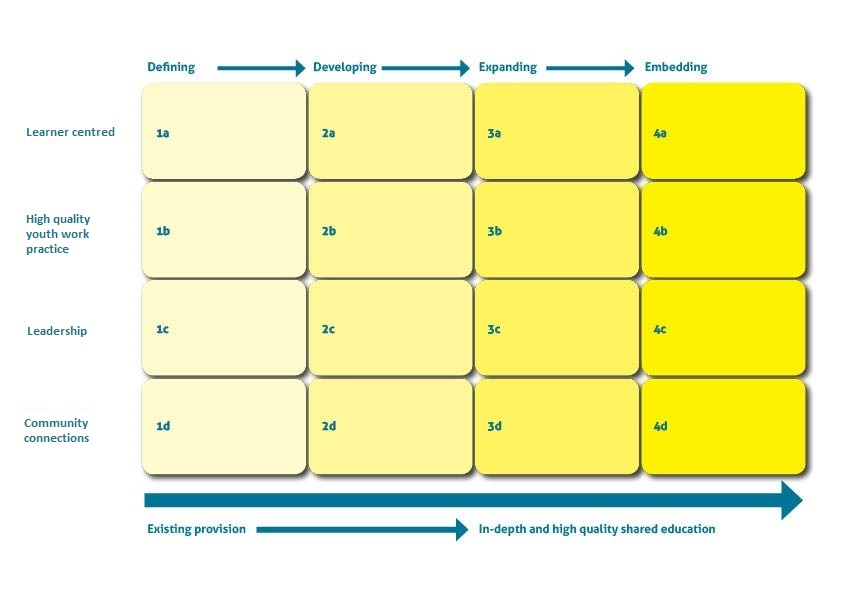 Defining Developing Expanding Embedding
Learner centred 1a 2a 3a 4a
High quality
youth work
practice
1b 2b 3b 4b
Leadership 1c 2c 3c 4c
Community
connections
1d 2d 3d 4d
Existing provision In-depth and high quality shared education